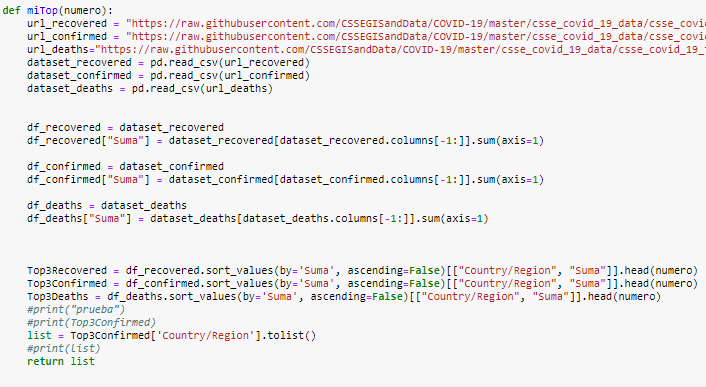 def miTop(numero):
    url_recovered = "https://raw.githubusercontent.com/CSSEGISandData/COVID-19/master/csse_covid_19_data/csse_covid
    url_confirmed = "https://raw.githubusercontent.com/CSSEGISandData/COVID-19/master/csse_covid_19_data/csse_covid
    url_deaths="https://raw.githubusercontent.com/CSSEGISandData/COVID-19/master/csse_covid_19_data/csse_covid_19_
    dataset_recovered = pd.read_csv(url_recovered)
    dataset_confirmed = pd.read_csv(url_confirmed)
    dataset_deaths = pd.read_csv(url_deaths)
    df_recovered = dataset_recovered
    df_recovered["Suma"] = dataset_recovered[dataset_recovered.columns[-1:]].sum(axis=1)
    df_confirmed = dataset_confirmed
    df_confirmed["Suma"] = dataset_confirmed[dataset_confirmed.columns[-1:]].sum(axis=1)
    df_deaths = dataset_deaths
    df_deaths["Suma"] = dataset_deaths[dataset_deaths.columns[-1:]].sum(axis=1)
    Top3Recovered = df_recovered.sort_values(by='Suma', ascending=False)[["Country/Region", "Suma"]].head(numero)
    Top3Confirmed = df_confirmed.sort_values(by='Suma', ascending=False)[["Country/Region", "Suma"]].head(numero)
    Top3Deaths = df_deaths.sort_values(by='Suma', ascending=False)[["Country/Region", "Suma"]].head(numero)
    #print("prueba")
    #print(Top3Confirmed)
    list = Top3Confirmed['Country/Region'].tolist()
    #print(list)
    return list